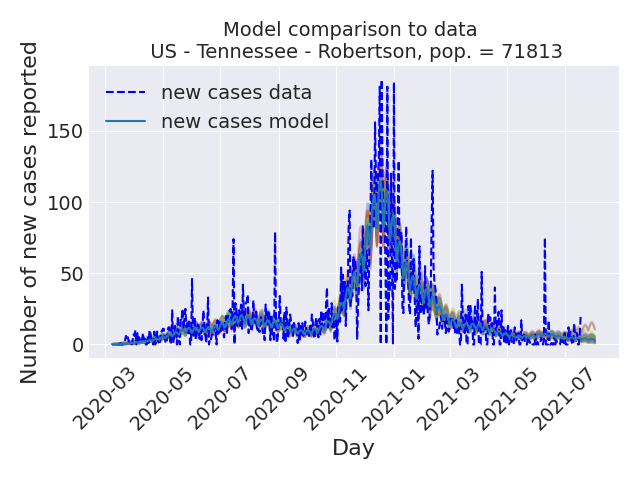 Model comparison to data
US - Tennessee - Robertson, pop. = 71813
Number of new cases reported
new cases data
new cases model
150
100
50
0
2020-03
2020-05
2020-07
2020-09
2020-11
2021-01
2021-03
2021-05
2021-07
Day